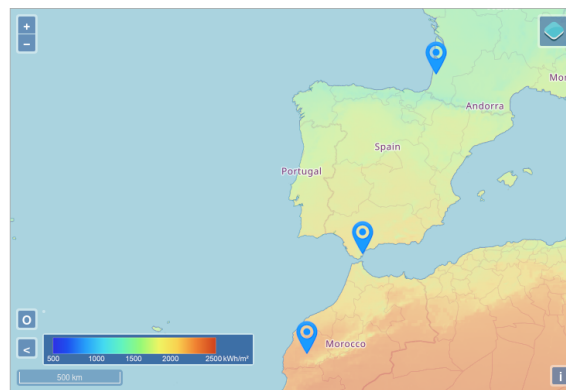 +
−
Mo
Andorra
Spain
Portugal
O
<
500 1000 1500 2000 2500 kWh/m²
Morocco
500 km
i